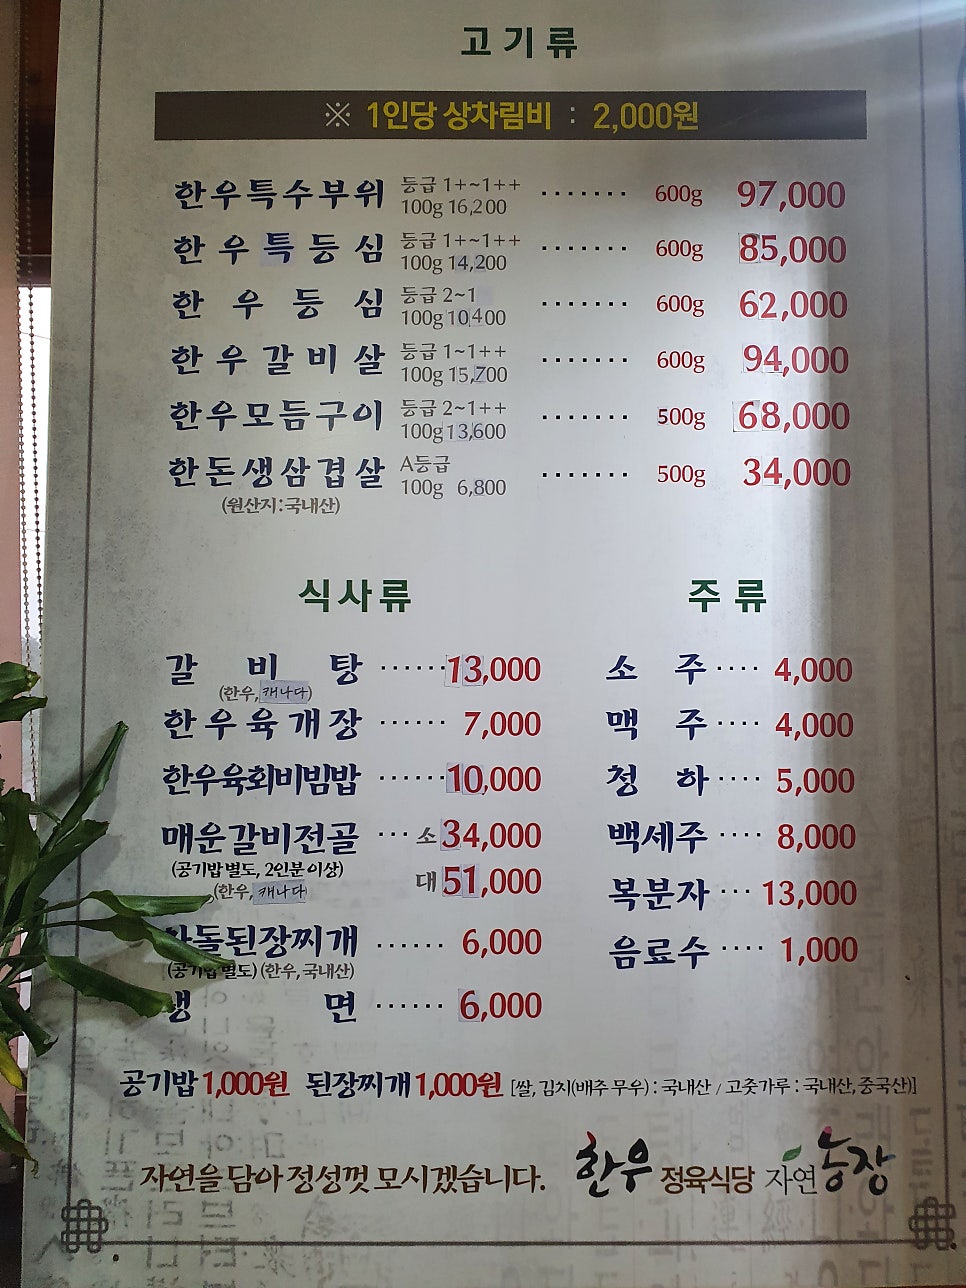 고기류
※ 1인당 상차림비 : 2,000원
한우특수부위 등급 1+~1++ 100g 16,200 ······· 600g 97,000
한우특등심 등급 1+~1++ 100g 14,200 ······· 600g 85,000
한우등심 등급 2~1 100g 10400 ······· 600g 62,000
한우갈비살 등급 1~1++ 100g 15,700 ······· 600g 94,000
한우모듬구이 등급 2~1++ 100g 13,600 ······· 500g 68,000
한돈생삼겹살 A등급 100g 6,800 ······· 500g 34,000
(원산지:국내산)
식사류
갈비탕 ······ 13,000
(한우, 캐나다)
한우육개장 ······ 7,000
한우육회비빔밥 ······ 10,000
매운갈비전골 ··· 소 34,000
(공기밥 별도, 2인분 이상)
대 51,000
(한우, 캐나다
차돌된장찌개 ······ 6,000
(공기밥 별도) (한우, 국내산)
냉면 ······ 6,000
주류
소주 ···· 4,000
맥주 ···· 4,000
청하 ···· 5,000
백세주 ···· 8,000
복분자 ··· 13,000
음료수 ···· 1,000
공기밥 1,000원 된장찌개 1,000원 [쌀, 김치(배추 무우) : 국내산 / 고춧가루 : 국내산, 중국산)]
자연을 담아 정성껏 모시겠습니다. 한우 정육식당 자연농장